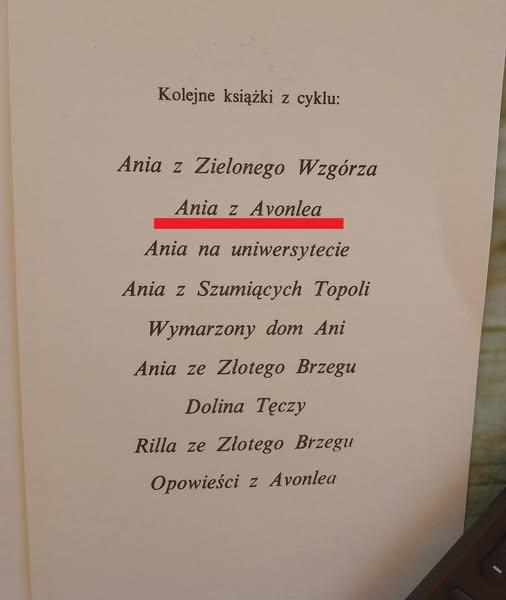 Kolejne książki z cyklu:
Ania z Zielonego Wzgórza
Ania z Avonlea
Ania na uniwersytecie
Ania z Szumiących Topoli
Wymarzony dom Ani
Ania ze Złotego Brzegu
Dolina Tęczy
Rilla ze Złotego Brzegu
Opowieści z Avonlea